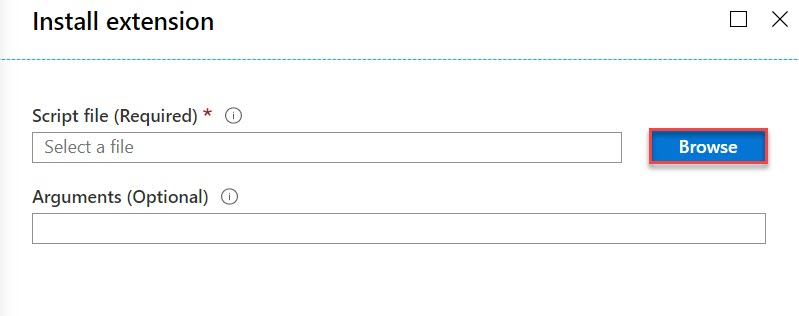 Install extension
Script file (Required) *
Select a file
Browse
Arguments (Optional)